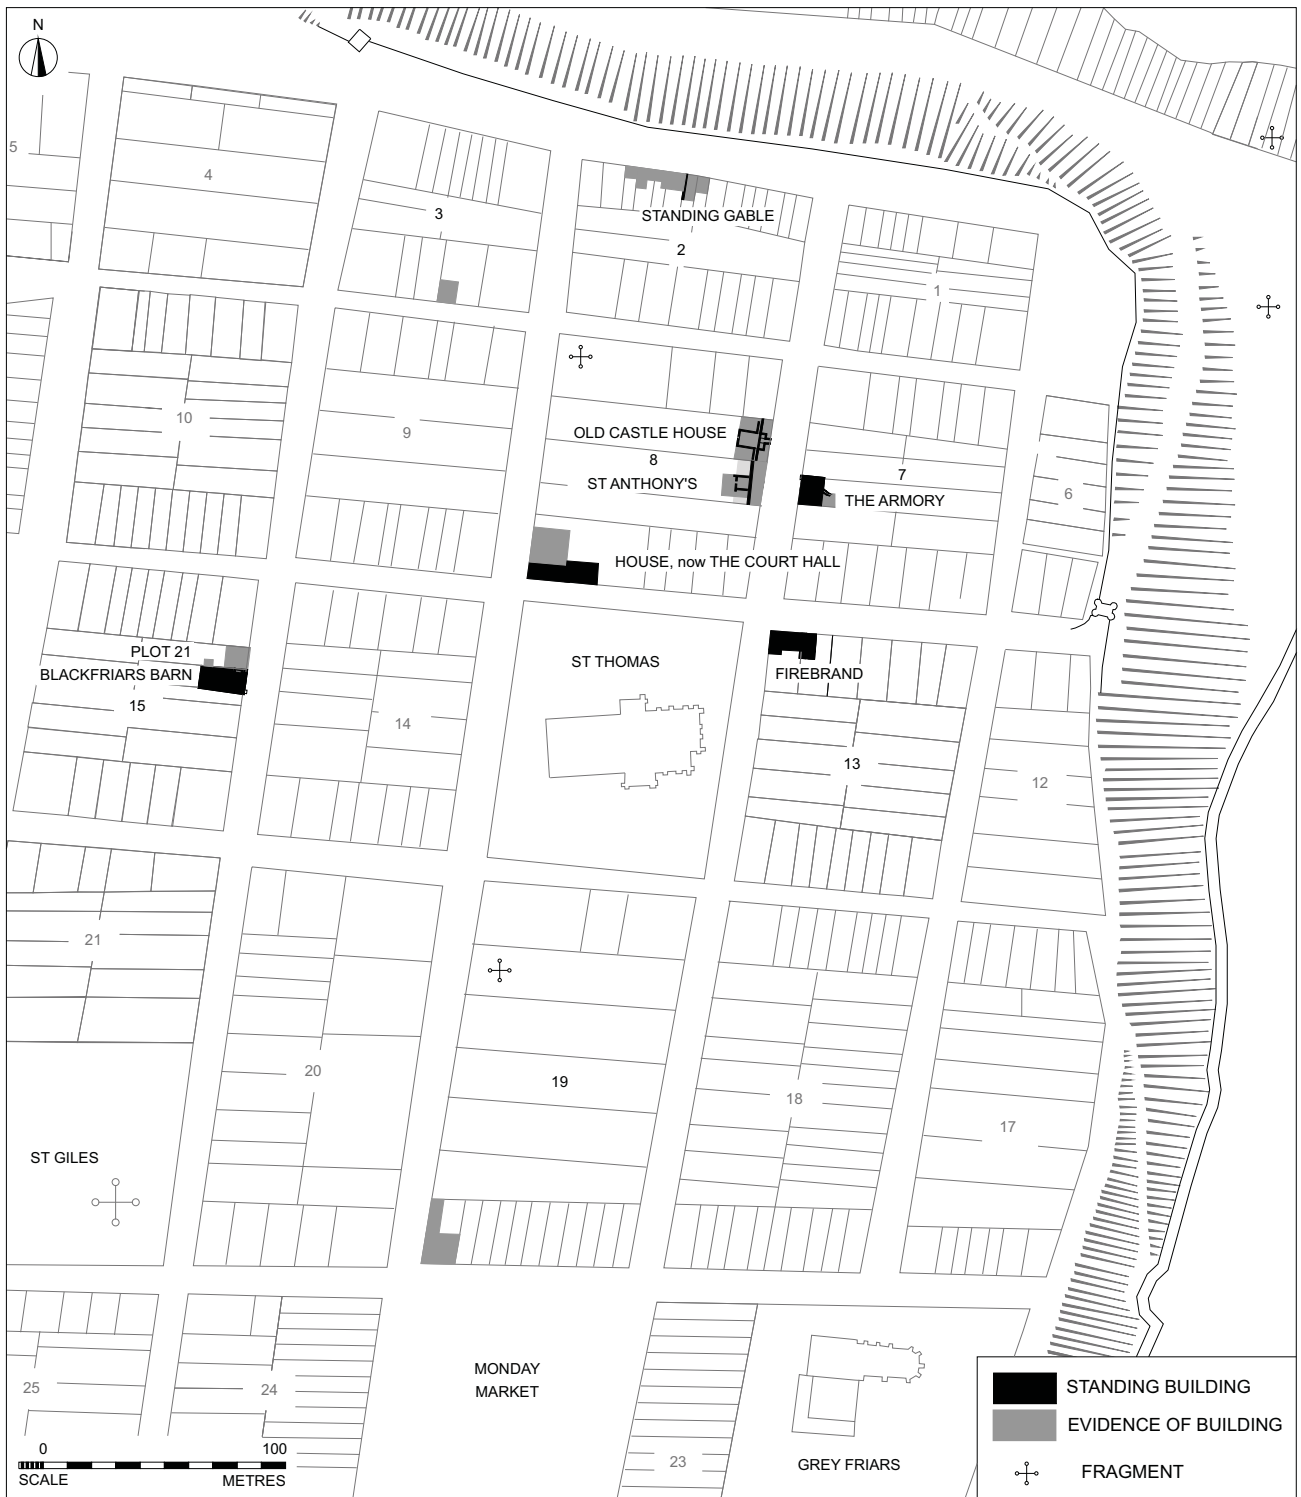 N
5
4
3
STANDING GABLE
2
1
10
9
OLD CASTLE HOUSE
8
ST ANTHONY'S
7
THE ARMORY
6
HOUSE, now THE COURT HALL
PLOT 21
BLACKFRIARS BARN
15
14
ST THOMAS
FIREBRAND
13
12
21
20
19
18
17
ST GILES
MONDAY
MARKET
25
24
23
GREY FRIARS
0 100
SCALE METRES
STANDING BUILDING
EVIDENCE OF BUILDING
FRAGMENT